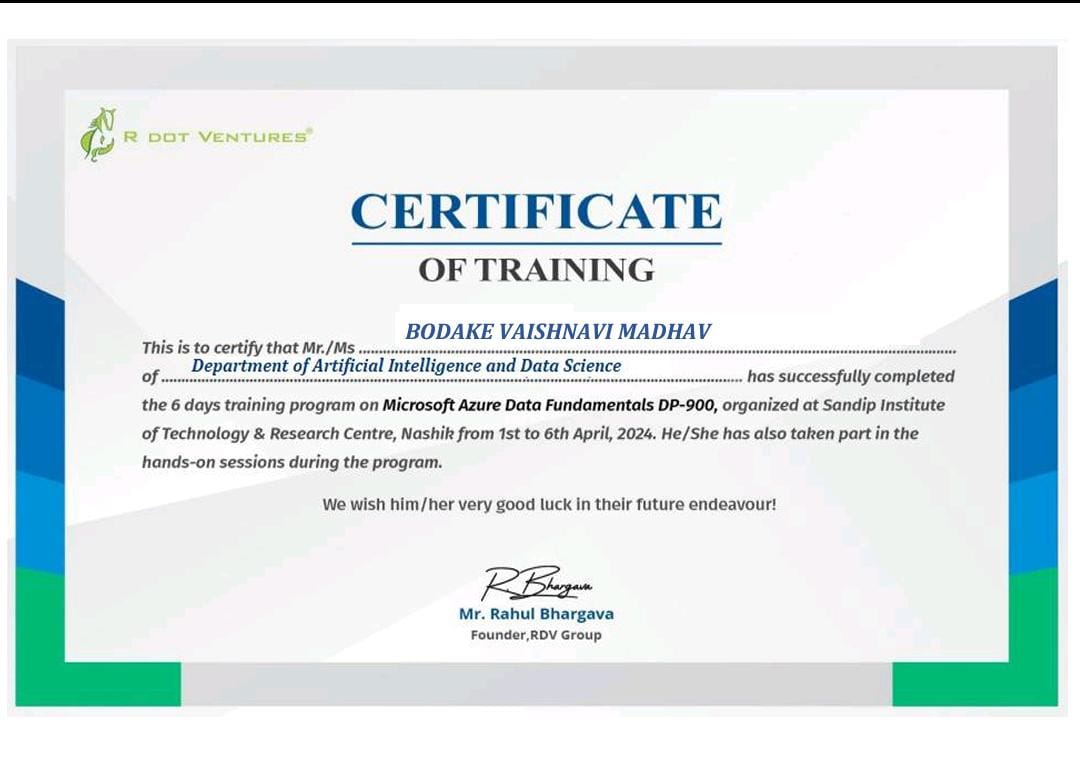 R DOT VENTURES®
CERTIFICATE
OF TRAINING
BODAKE VAISHNAVI MADHAV
This is to certify that Mr./Ms ........................................................................................................................
Department of Artificial Intelligence and Data Science
of ........................................................................................................................ has successfully completed
the 6 days training program on Microsoft Azure Data Fundamentals DP-900, organized at Sandip Institute
of Technology & Research Centre, Nashik from 1st to 6th April, 2024. He/She has also taken part in the
hands-on sessions during the program.
We wish him/her very good luck in their future endeavour!
R. Bhargava
Mr. Rahul Bhargava
Founder,RDV Group